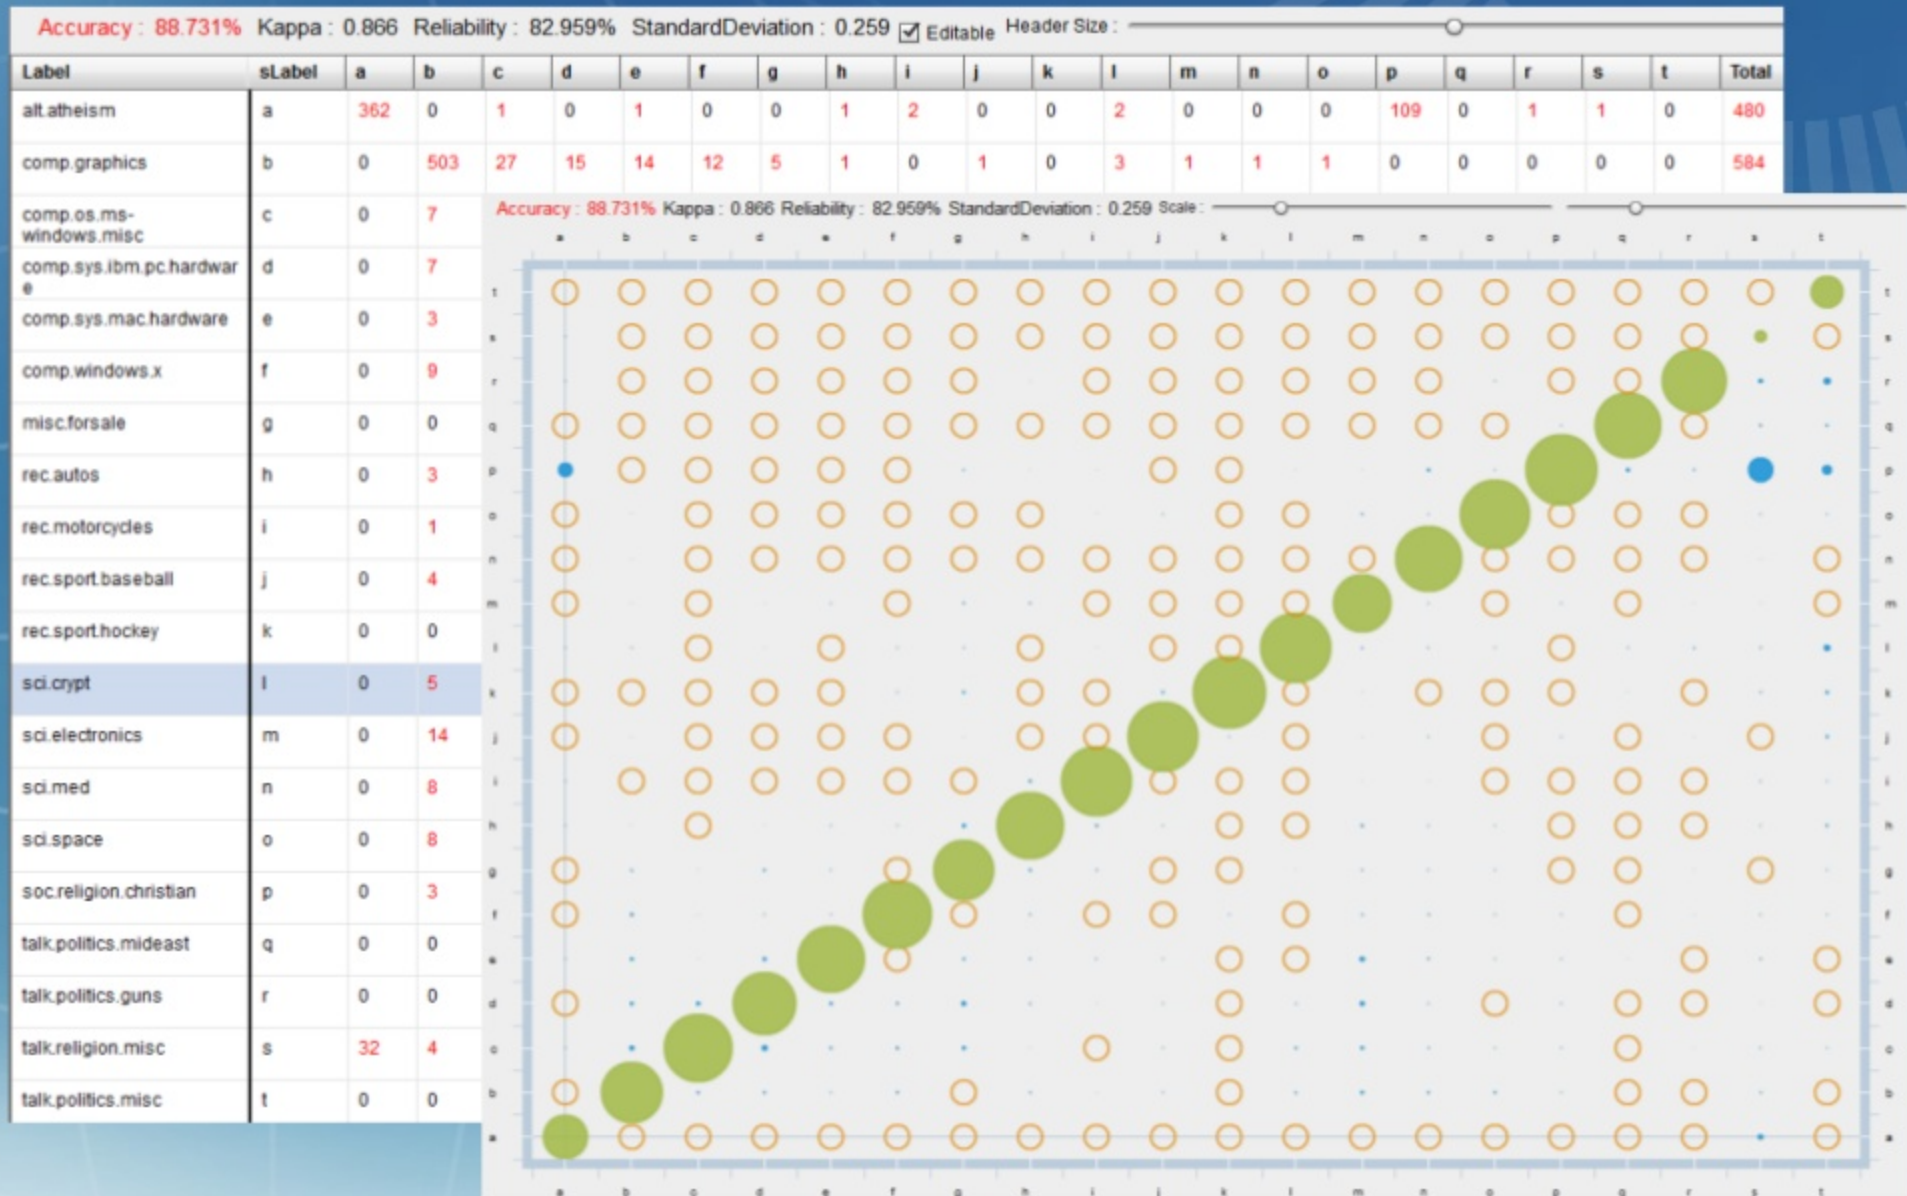 Accuracy : 88.731% Kappa : 0.866 Reliability : 82.959% StandardDeviation : 0.259 Editable Header Size :
Label sLabel a b c d e f g h i j k l m n o p q r s t Total
alt.atheism a 362 0 1 0 1 0 0 1 2 0 0 2 0 0 0 109 0 1 1 0 480
comp.graphics b 0 503 27 15 14 12 5 1 0 1 0 3 1 1 1 0 0 0 0 0 584
comp.os.ms-
windows.misc c 0 7
comp.sys.ibm.pc.hardwar
e d 0 7
comp.sys.mac.hardware e 0 3
comp.windows.x f 0 9
misc.forsale g 0 0
rec.autos h 0 3
rec.motorcycles i 0 1
rec.sport.baseball j 0 4
rec.sport.hockey k 0 0
sci.crypt l 0 5
sci.electronics m 0 14
sci.med n 0 8
sci.space o 0 8
soc.religion.christian p 0 3
talk.politics.mideast q 0 0
talk.politics.guns r 0 0
talk.religion.misc s 32 4
talk.politics.misc t 0 0
Accuracy : 88.731% Kappa : 0.866 Reliability : 82.959% StandardDeviation : 0.259 Scale :
a b c d e f g h i j k l m n o p q r s t
t t
s s
r r
q q
p p
o o
n n
m m
l l
k k
j j
i i
h h
g g
f f
e e
d d
c c
b b
a a
a b c d e f g h i j k l m n o p q r s t